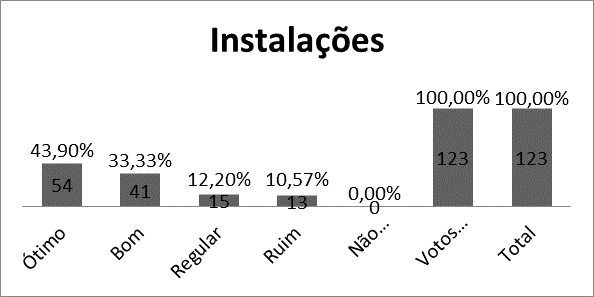 Instalações
43,90% 33,33% 12,20% 10,57% 0,00% 100,00% 100,00%
54 41 15 13 0 123 123
Ótimo Bom Regular Ruim Não... Votos... Total